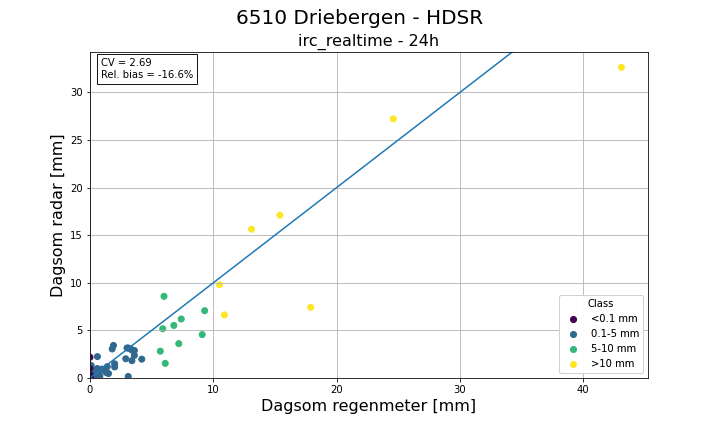 6510 Driebergen - HDSR
irc_realtime - 24h
CV = 2.69
Rel. bias = -16.6%
Dagsom radar [mm]
30
25
20
15
10
5
0
0 10 20 30 40
Dagsom regenmeter [mm]
Class
<0.1 mm
0.1-5 mm
5-10 mm
>10 mm